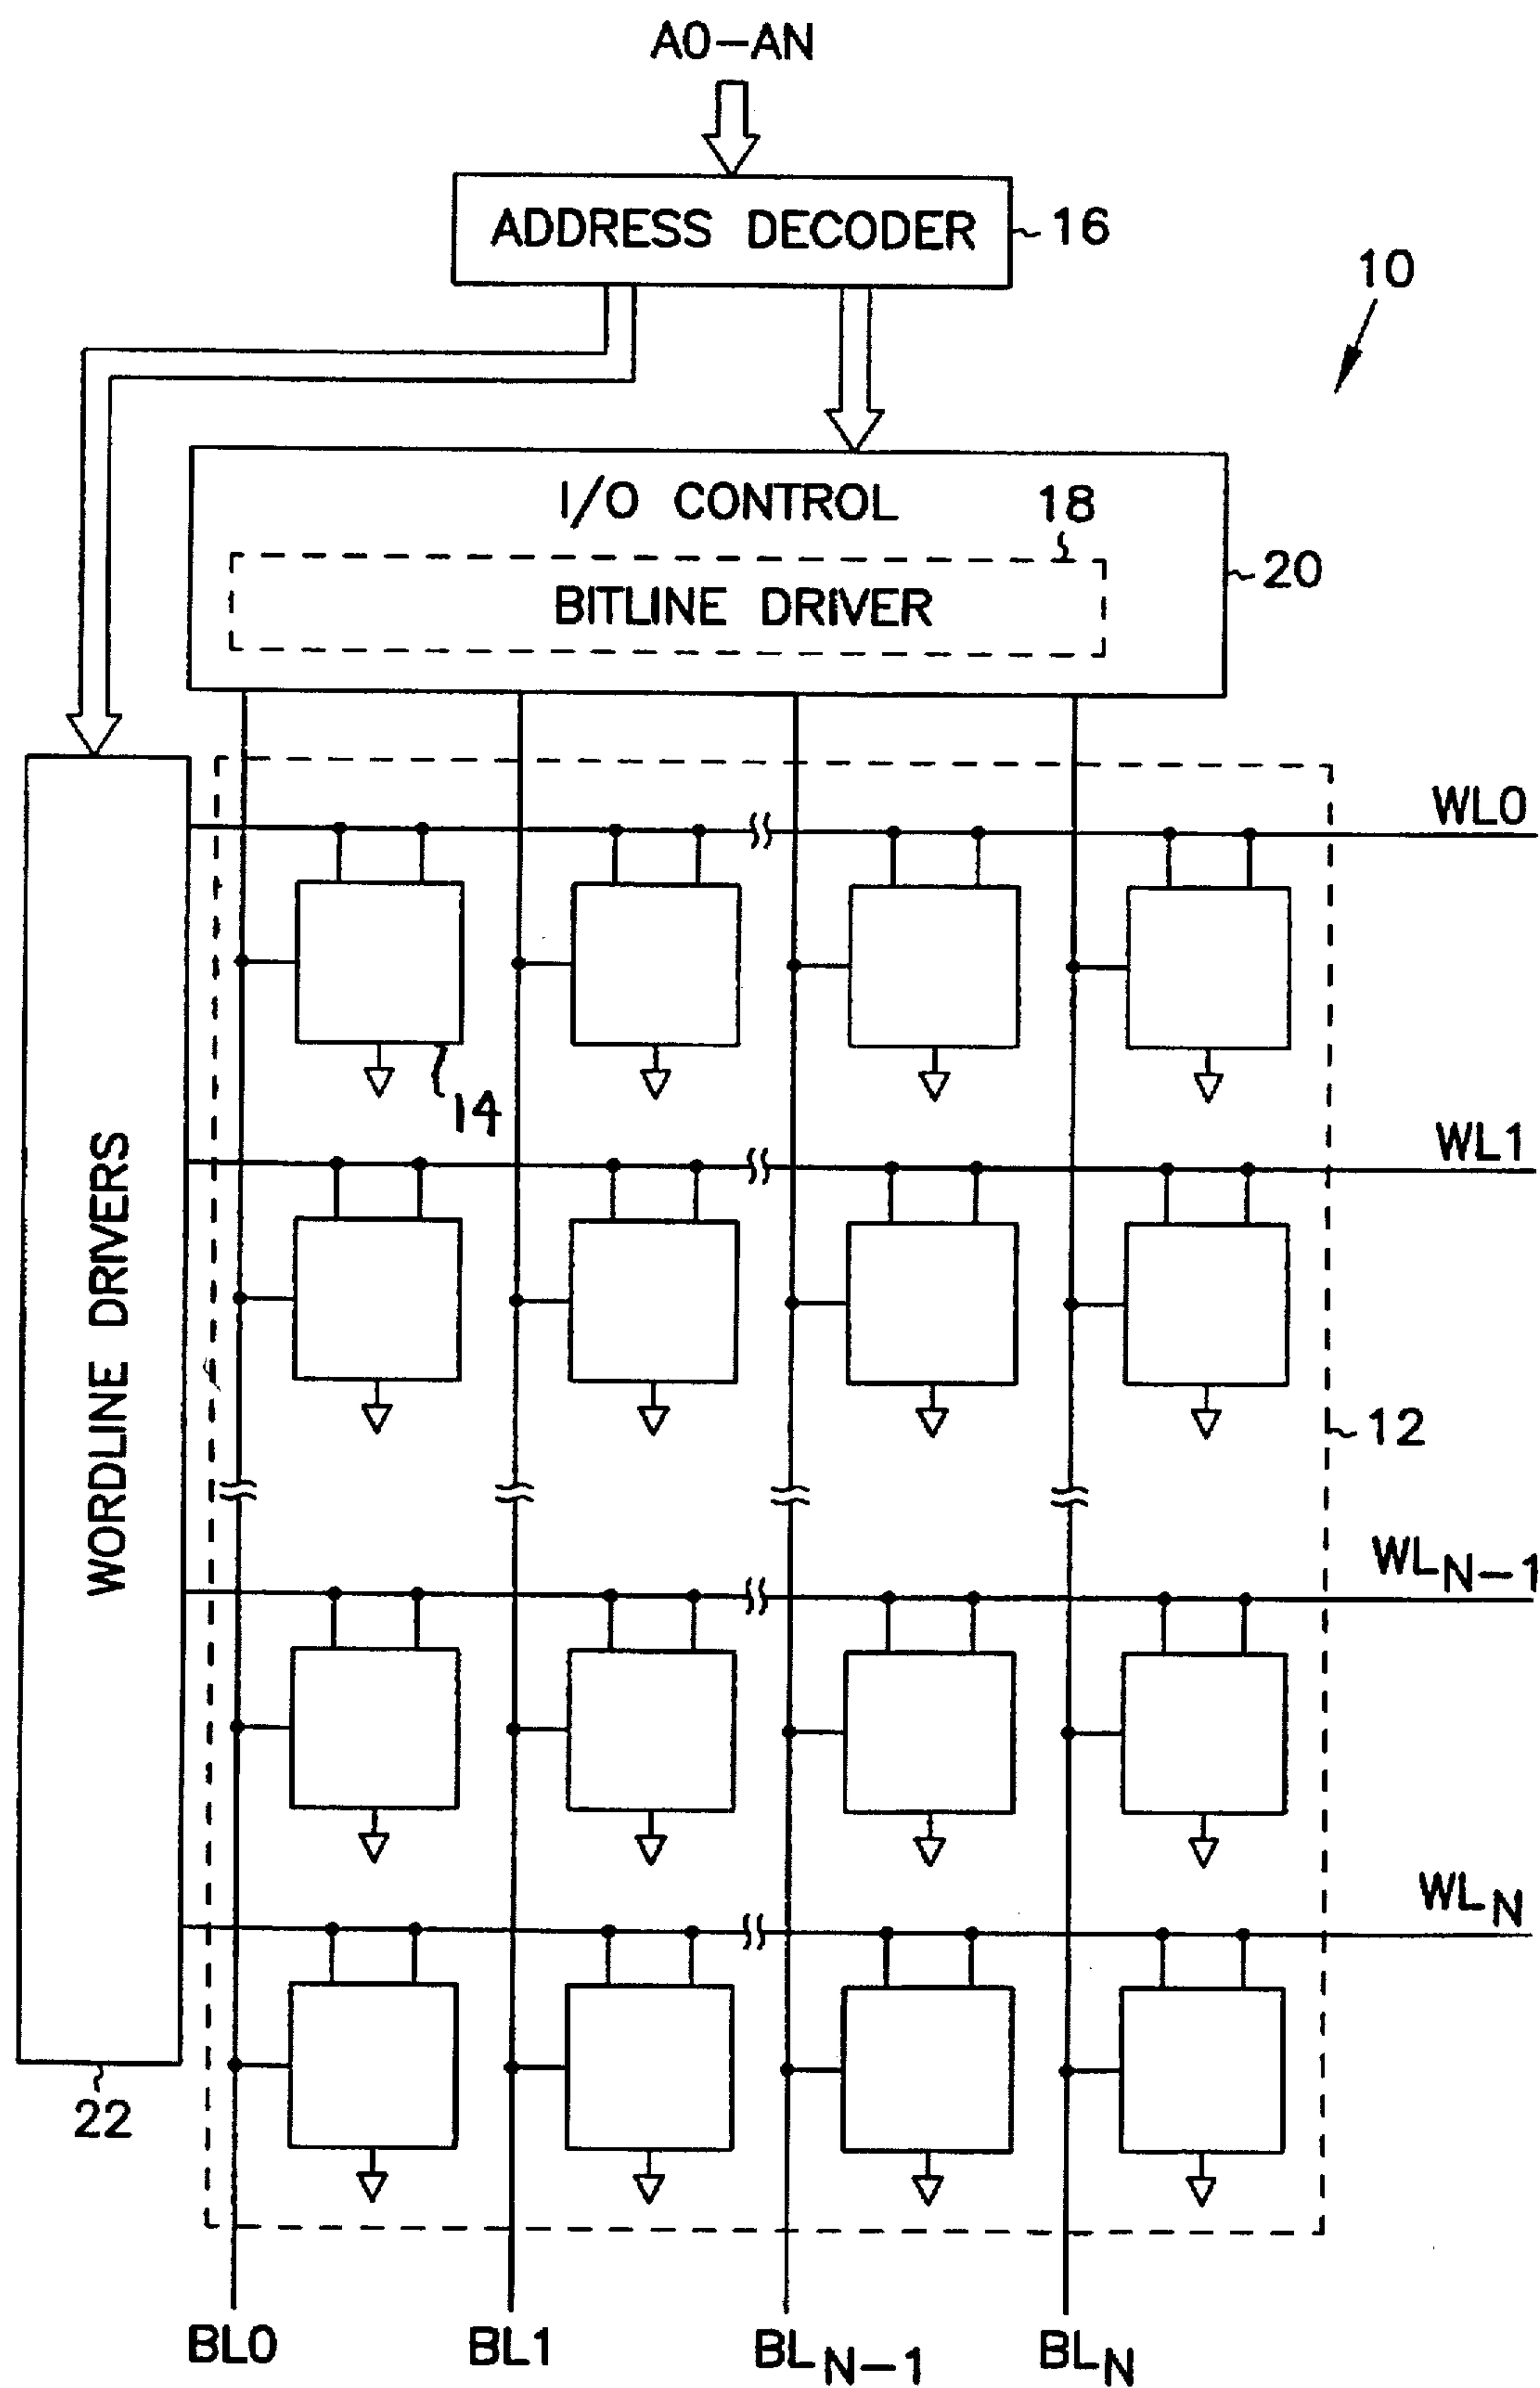 A0-AN
ADDRESS DECODER
16
10
I/O CONTROL
18
BITLINE DRIVER
20
WL0
14
WL1
WORDLINE DRIVERS
12
WLN-1
WLN
22
BL0
BL1
BLN-1
BLN